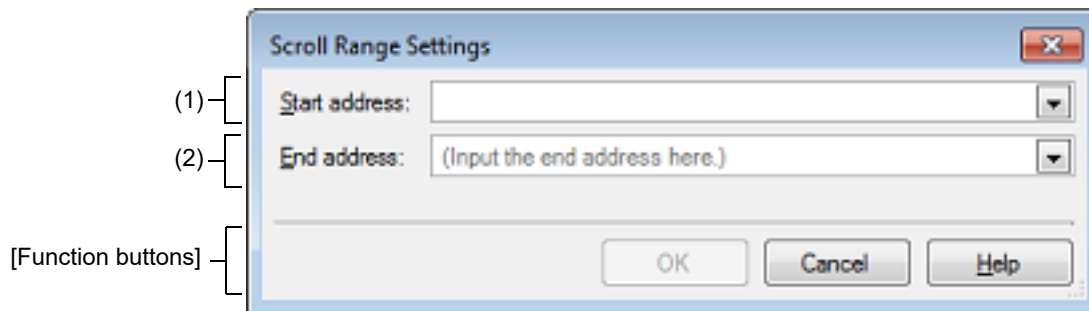 Scroll Range Settings
(1)
Start address:
(2)
End address: (Input the end address here.)
[Function buttons]
OK Cancel Help